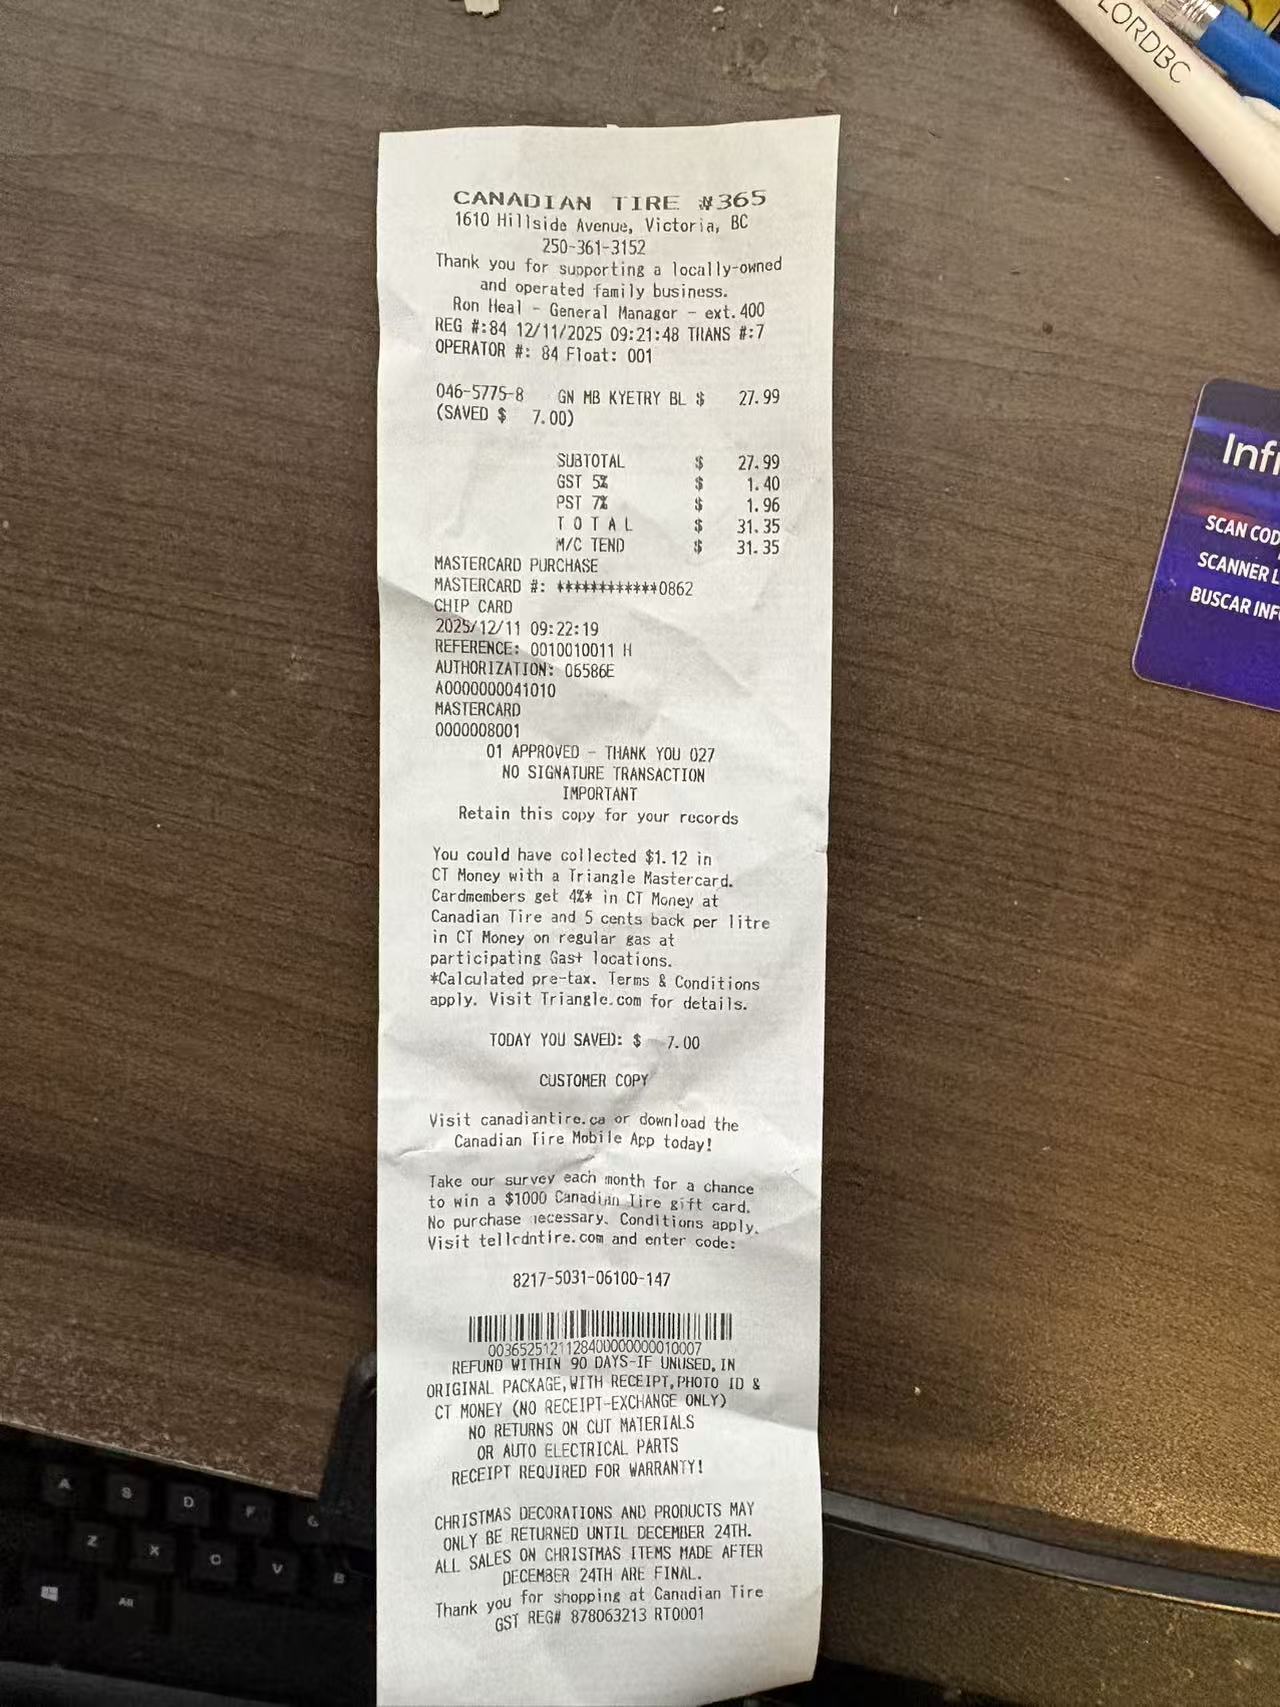 CANADIAN TIRE #365
1610 Hillside Avenue, Victoria, BC
250-361-3152
Thank you for supporting a locally-owned
and operated family business.
Ron Heal - General Manager - ext.400
REG #:84 12/11/2025 09:21:48 TRANS #:7
OPERATOR #: 84 Float: 001
046-5775-8 GN MB KYETRY BL $ 27.99
(SAVED $ 7.00)
SUBTOTAL $ 27.99
GST 5% $ 1.40
PST 7% $ 1.96
T O T A L $ 31.35
M/C TEND $ 31.35
MASTERCARD PURCHASE
MASTERCARD #: ************0862
CHIP CARD
2025/12/11 09:22:19
REFERENCE: 0010010011 H
AUTHORIZATION: 06586E
A0000000041010
MASTERCARD
0000008001
01 APPROVED - THANK YOU 027
NO SIGNATURE TRANSACTION
IMPORTANT
Retain this copy for your records
You could have collected $1.12 in
CT Money with a Triangle Mastercard.
Cardmembers get 4%* in CT Money at
Canadian Tire and 5 cents back per litre
in CT Money on regular gas at
participating Gas+ locations.
*Calculated pre-tax. Terms & Conditions
apply. Visit Triangle.com for details.
TODAY YOU SAVED: $ 7.00
CUSTOMER COPY
Visit canadiantire.ca or download the
Canadian Tire Mobile App today!
Take our survey each month for a chance
to win a $1000 Canadian Tire gift card.
No purchase necessary. Conditions apply.
Visit tellcdntire.com and enter code:
8217-5031-06100-147
0036525121128400000000010007
REFUND WITHIN 90 DAYS-IF UNUSED, IN
ORIGINAL PACKAGE,WITH RECEIPT,PHOTO ID &
CT MONEY (NO RECEIPT-EXCHANGE ONLY)
NO RETURNS ON CUT MATERIALS
OR AUTO ELECTRICAL PARTS
RECEIPT REQUIRED FOR WARRANTY!
CHRISTMAS DECORATIONS AND PRODUCTS MAY
ONLY BE RETURNED UNTIL DECEMBER 24TH.
ALL SALES ON CHRISTMAS ITEMS MADE AFTER
DECEMBER 24TH ARE FINAL.
Thank you for shopping at Canadian Tire
GST REG# 878063213 RT0001
LORDBC
Inf
SCAN COD
SCANNER L
BUSCAR INF
A S D F G
Z X C V B
Alt